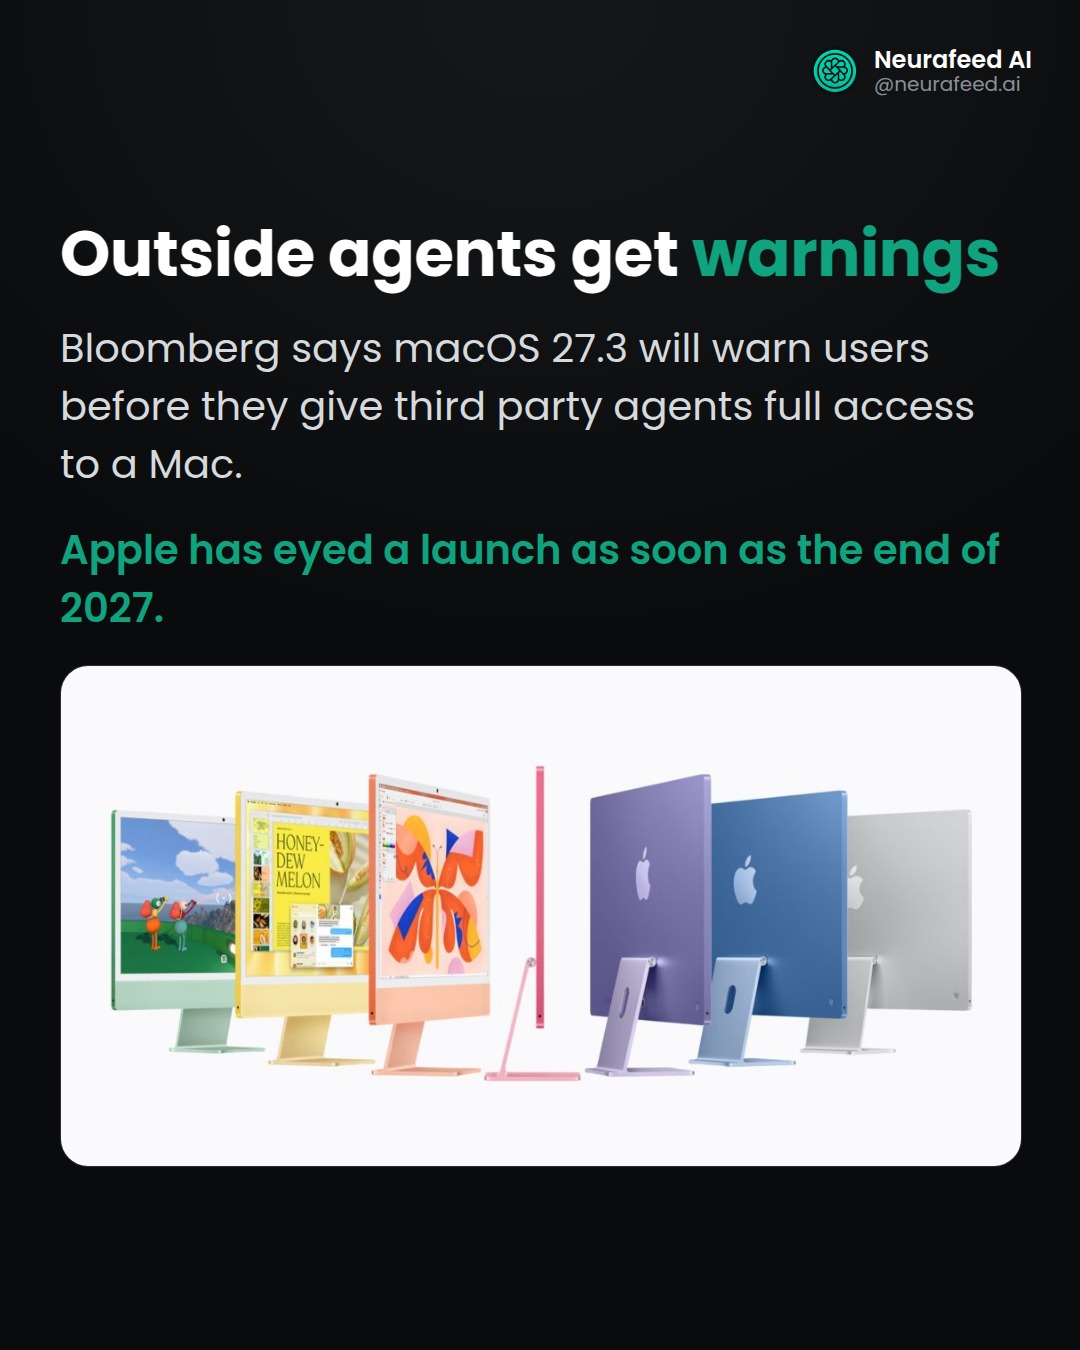 Neurafeed AI
@neurafeed.ai
Outside agents get warnings
Bloomberg says macOS 27.3 will warn users
before they give third party agents full access
to a Mac.
Apple has eyed a launch as soon as the end of
2027.
HONEY-
DEW
MELON